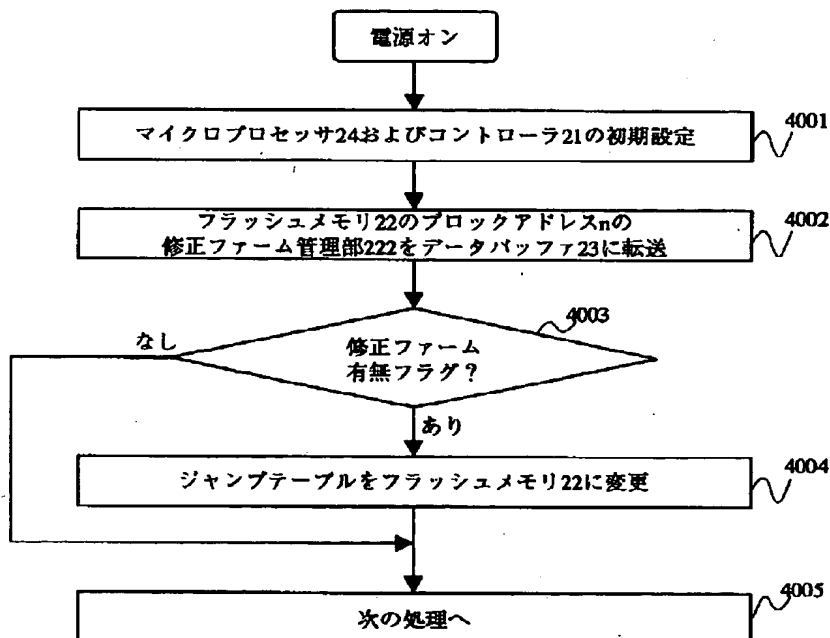 電源オン
マイクロプロセッサ24およびコントローラ21の初期設定
4001
フラッシュメモリ22のブロックアドレスnの
修正ファーム管理部222をデータバッファ23に転送
4002
4003
なし
修正ファーム
有無フラグ?
あり
ジャンプテーブルをフラッシュメモリ22に変更
4004
次の処理へ
4005